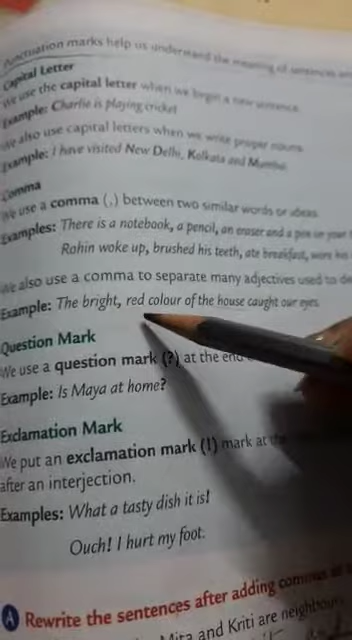 Punctuation marks help us understand the meaning of sentences
Capital Letter
We use the capital letter when we begin a new sentence.
Example: Charlie is playing cricket.
We also use capital letters when we write proper nouns.
Example: I have visited New Delhi, Kolkata and Mumbai.
Comma
We use a comma (,) between two similar words or ideas.
Examples: There is a notebook, a pencil, an eraser and a pen on your
Rohin woke up, brushed his teeth, ate breakfast, wore his
We also use a comma to separate many adjectives used to
Example: The bright, red colour of the house caught our eyes.
Question Mark
We use a question mark (?) at the end
Example: Is Maya at home?
Exclamation Mark
We put an exclamation mark (!) mark at
after an interjection.
Examples: What a tasty dish it is!
Ouch! I hurt my foot.
A Rewrite the sentences after adding commas
Mita and Kriti are neighbour